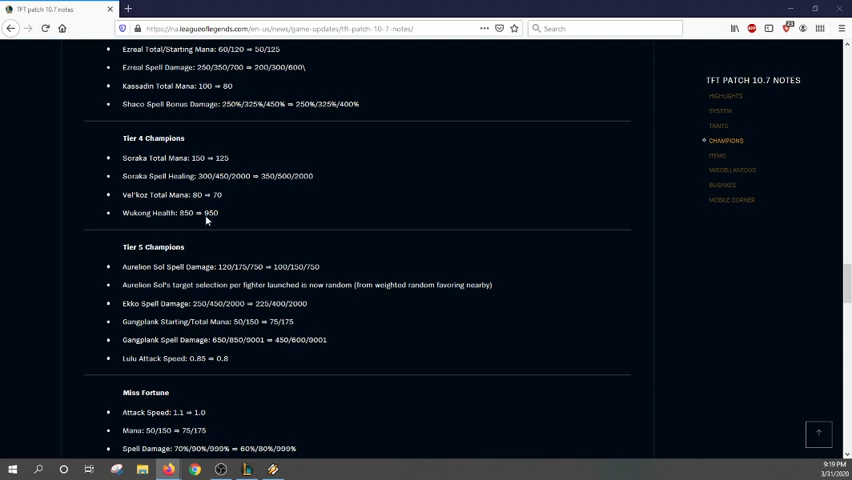 TFT patch 10.7 notes
https://na.leagueoflegends.com/en-us/news/game-updates/tft-patch-10-7-notes/
Search
23
Ezreal Total/Starting Mana: 60/120 ⇒ 50/125
Ezreal Spell Damage: 250/350/700 ⇒ 200/300/600\
Kassadin Total Mana: 100 ⇒ 80
Shaco Spell Bonus Damage: 250%/325%/450% ⇒ 250%/325%/400%
Tier 4 Champions
Soraka Total Mana: 150 ⇒ 125
Soraka Spell Healing: 300/450/2000 ⇒ 350/500/2000
Vel'koz Total Mana: 80 ⇒ 70
Wukong Health: 850 ⇒ 950
Tier 5 Champions
Aurelion Sol Spell Damage: 120/175/750 ⇒ 100/150/750
Aurelion Sol's target selection per fighter launched is now random (from weighted random favoring nearby)
Ekko Spell Damage: 250/450/2000 ⇒ 225/400/2000
Gangplank Starting/Total Mana: 50/150 ⇒ 75/175
Gangplank Spell Damage: 650/850/9001 ⇒ 450/600/9001
Lulu Attack Speed: 0.85 ⇒ 0.8
Miss Fortune
Attack Speed: 1.1 ⇒ 1.0
Mana: 50/150 ⇒ 75/175
Spell Damage: 70%/90%/999% ⇒ 60%/80%/999%
TFT PATCH 10.7 NOTES
HIGHLIGHTS
SYSTEM
TRAITS
CHAMPIONS
ITEMS
MISCELLANEOUS
BUGFIXES
MOBILE CORNER
9:19 PM
3/31/2020